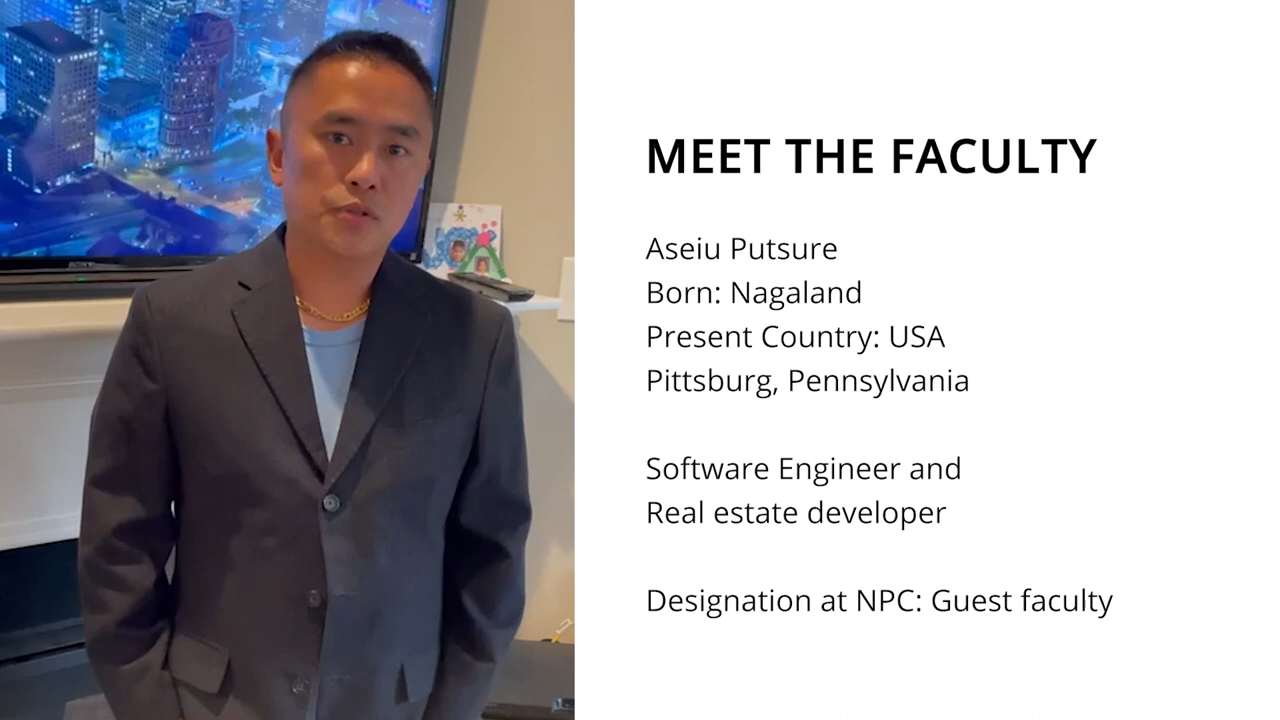 SONY
MEET THE FACULTY
Aseiu Putsure
Born: Nagaland
Present Country: USA
Pittsburg, Pennsylvania
Software Engineer and
Real estate developer
Designation at NPC: Guest faculty